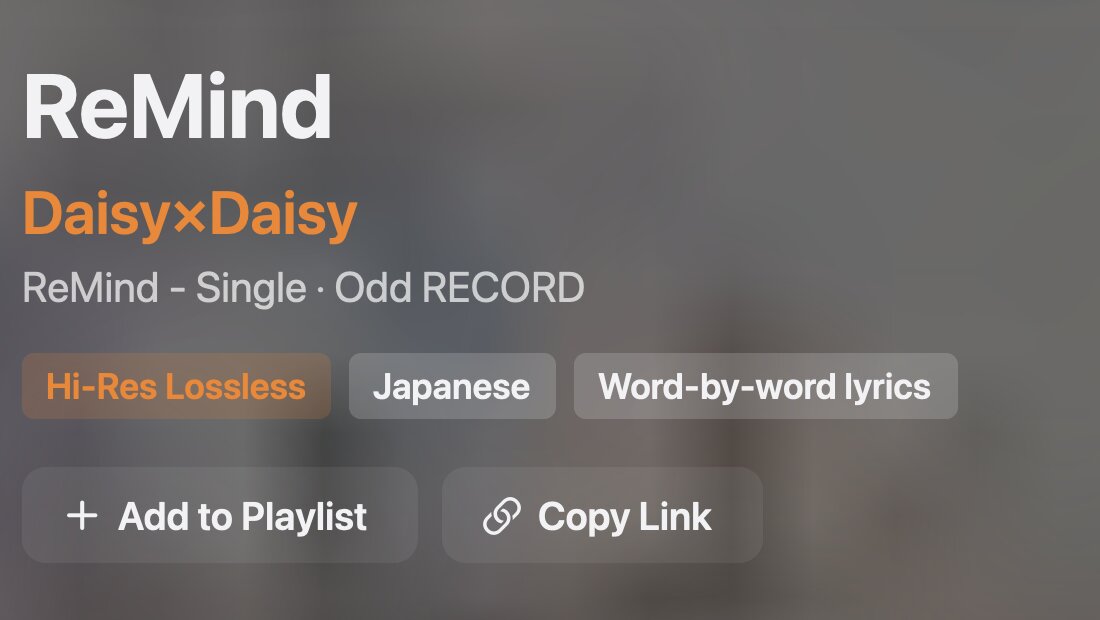 ReMind
Daisy×Daisy
ReMind - Single · Odd RECORD
Hi-Res Lossless
Japanese
Word-by-word lyrics
Add to Playlist
Copy Link